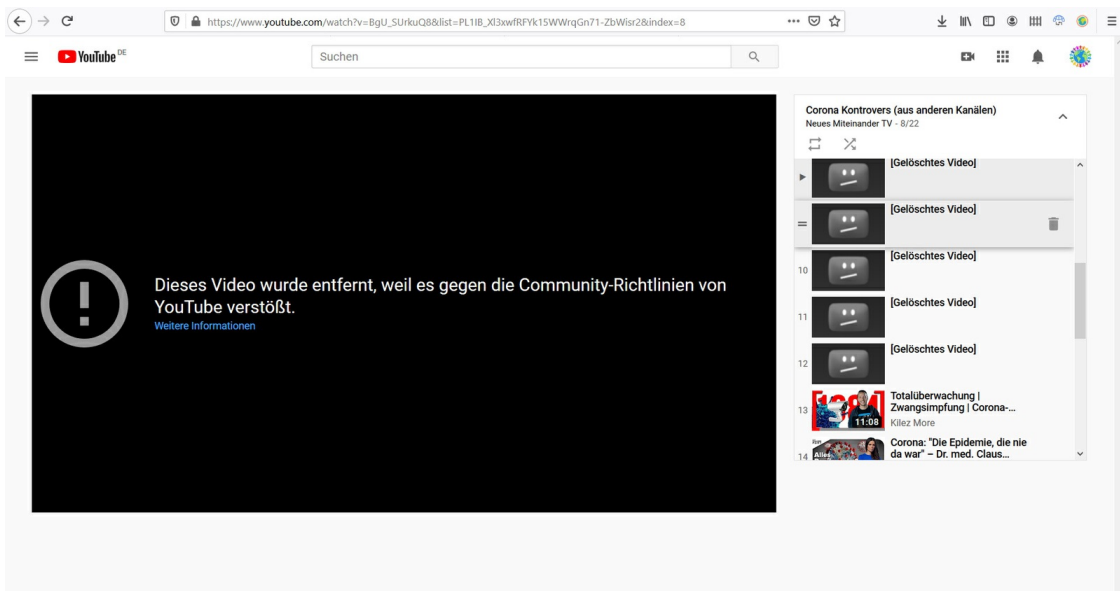 https://www.youtube.com/watch?v=BgU_SUrkuQ8&list=PL1lB_Xl3xwfRFYk15WWrqGn71-ZbWisr2&index=8
YouTube DE
Suchen
Dieses Video wurde entfernt, weil es gegen die Community-Richtlinien von
YouTube verstößt.
Weitere Informationen
Corona Kontrovers (aus anderen Kanälen)
Neues Miteinander TV - 8/22
[Gelöschtes Video]
[Gelöschtes Video]
10
[Gelöschtes Video]
11
[Gelöschtes Video]
12
[Gelöschtes Video]
13
11:08
Totalüberwachung |
Zwangsimpfung | Corona-...
Kilez More
14
Alles
Corona: "Die Epidemie, die nie
da war" – Dr. med. Claus...